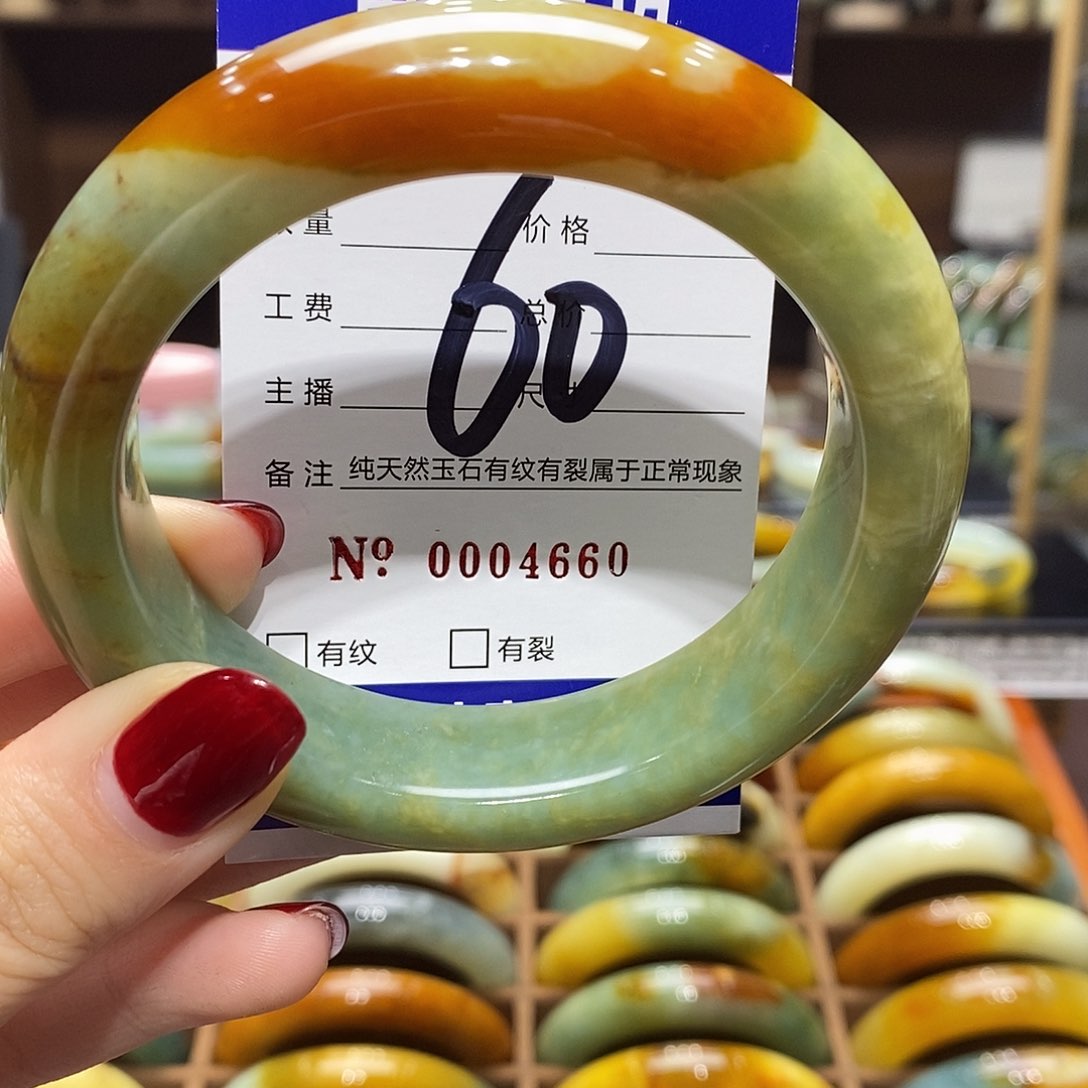 量 价格
工费 总价
主播 尺
60
备注 纯天然玉石有纹有裂属于正常现象
Nº 0004660
有纹 有裂